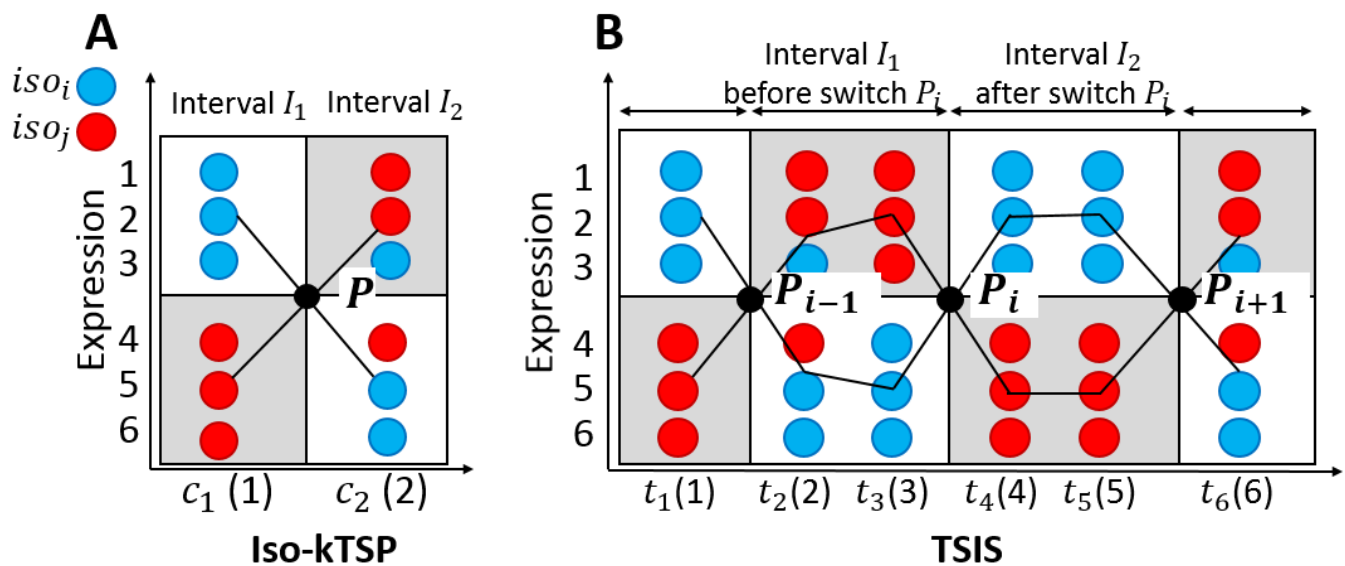 A
iso_i
iso_j
Interval I_1
Interval I_2
Expression
1
2
3
4
5
6
P
c_1 (1)
c_2 (2)
Iso-kTSP
B
Interval I_1
before switch P_i
Interval I_2
after switch P_i
Expression
1
2
3
4
5
6
P_{i-1}
P_i
P_{i+1}
t_1(1)
t_2(2)
t_3(3)
t_4(4)
t_5(5)
t_6(6)
TSIS